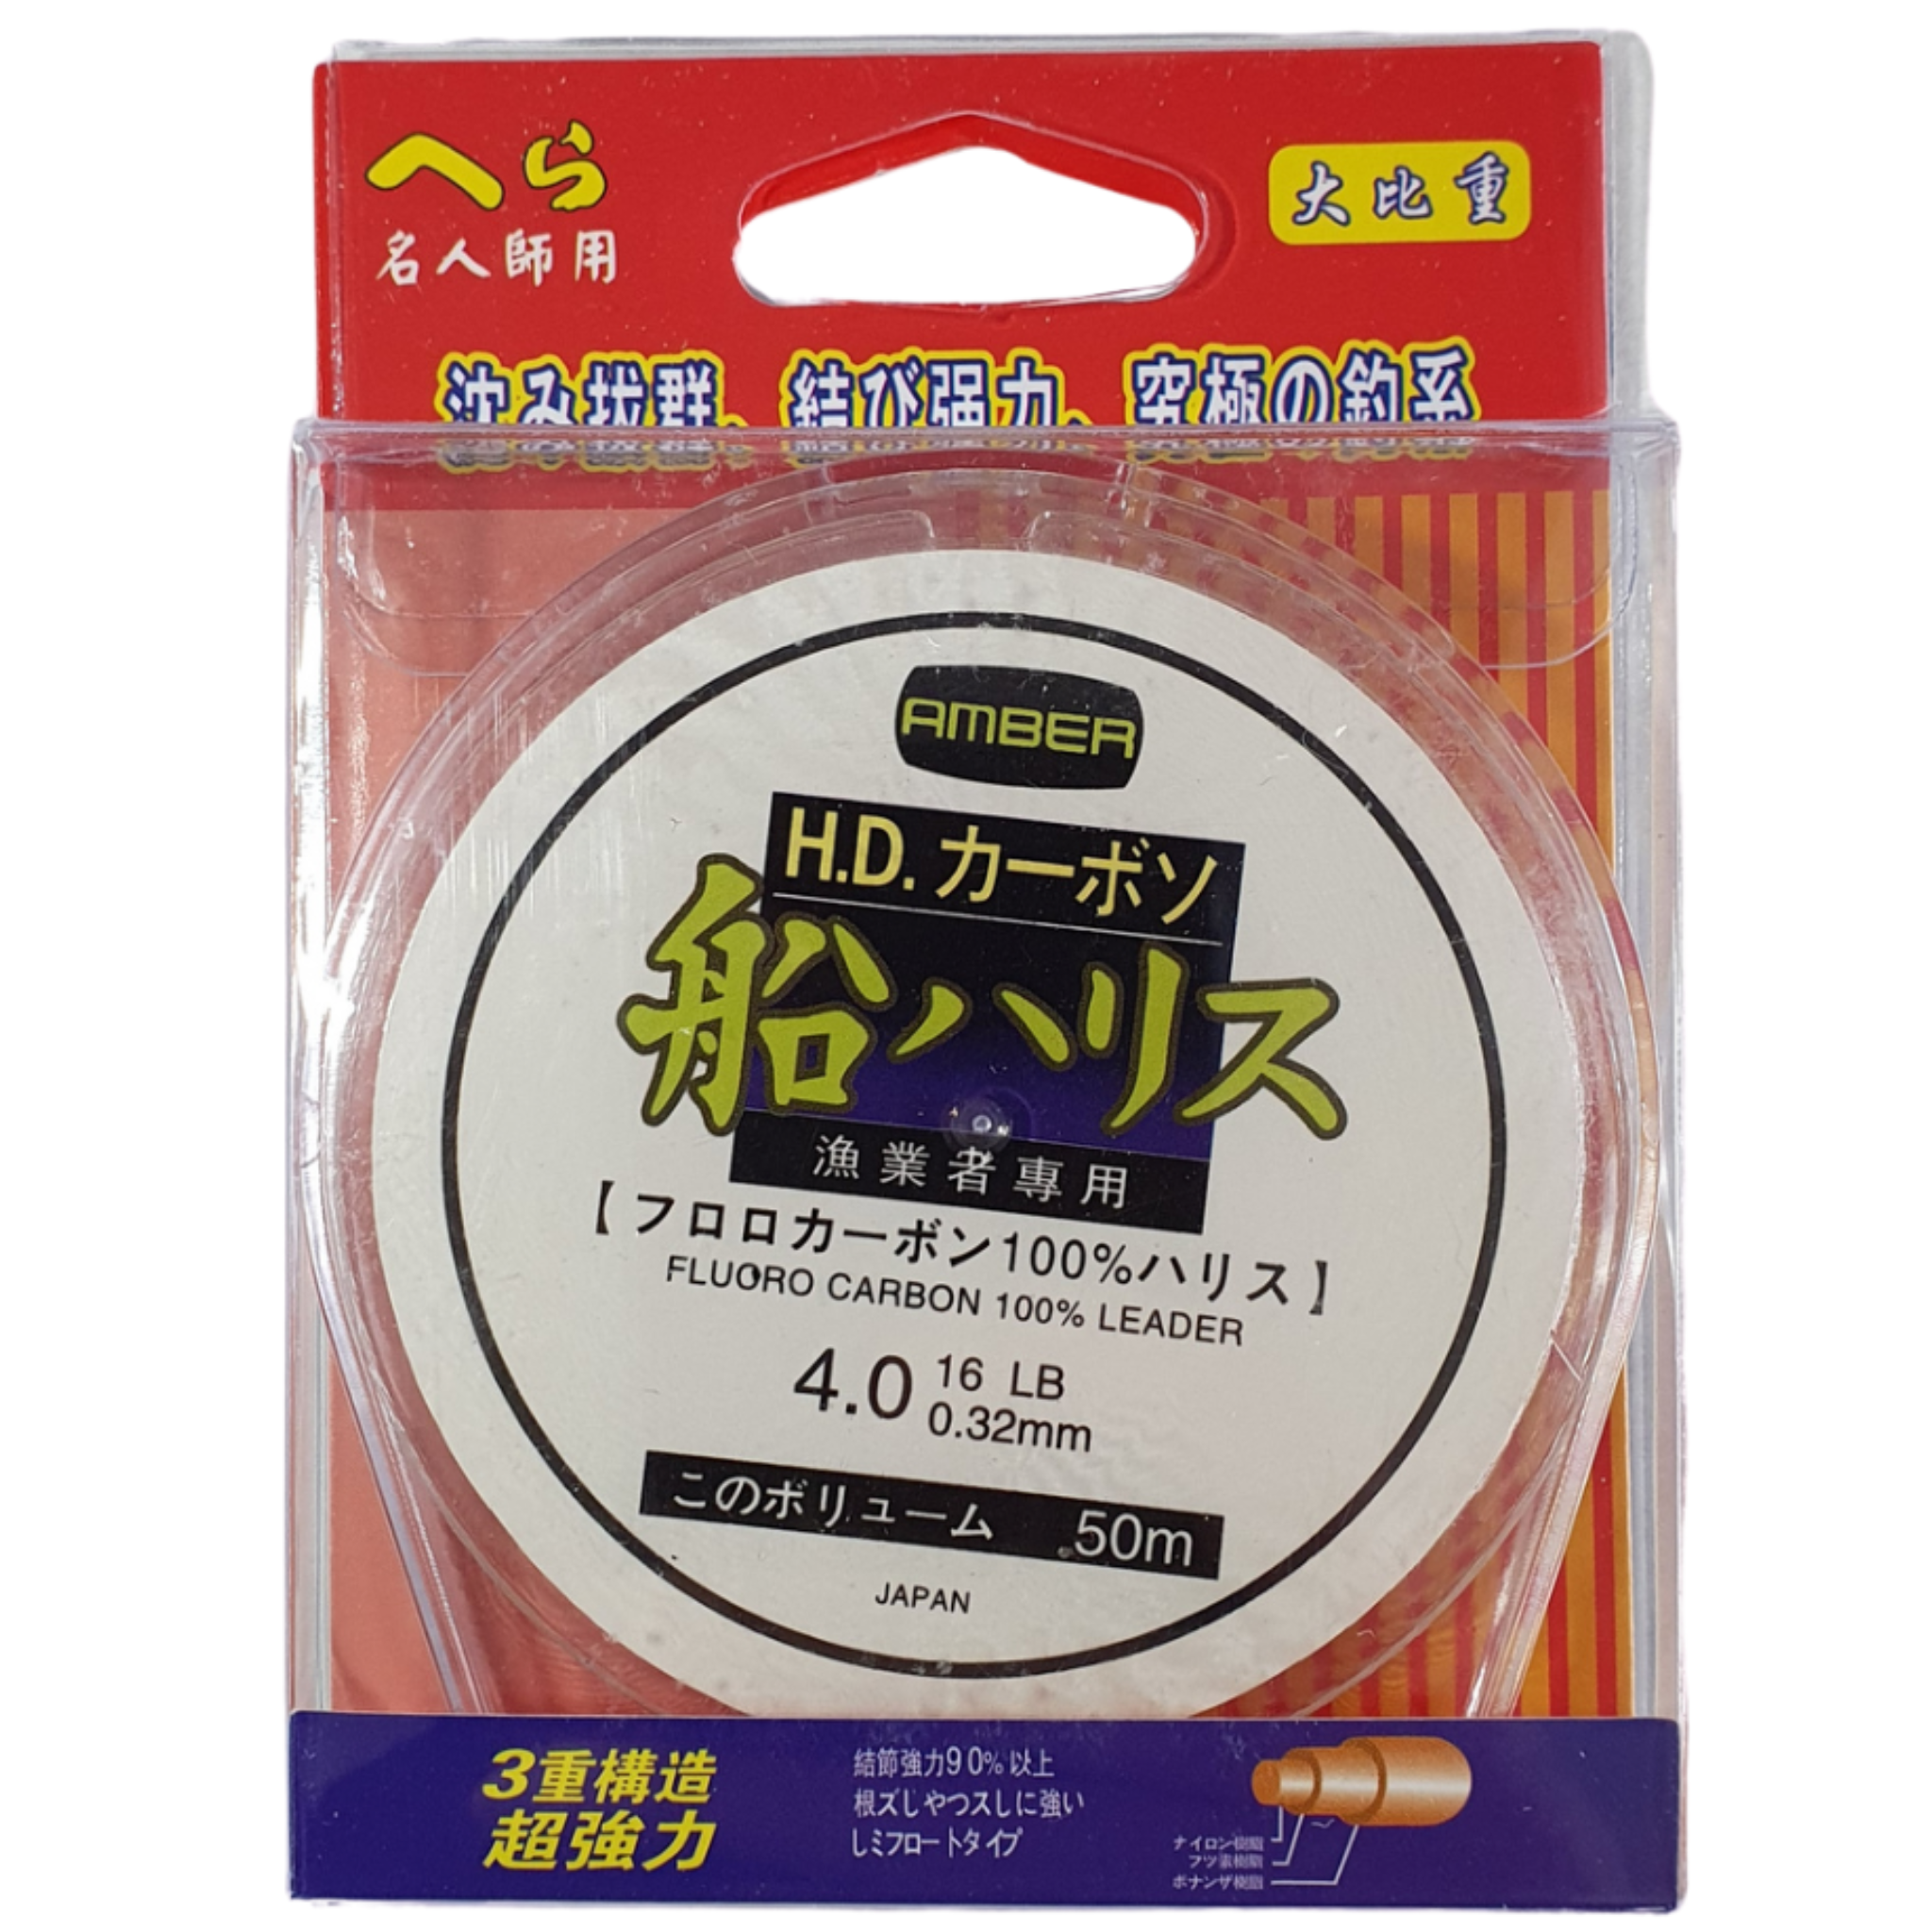 へら
名人師用
大比重
沈み抜群、結び强力、究極の釣糸
AMBER
H.D.カーボソ
船ハリス
漁業者專用
【フロロカーボン100%ハリス】
FLUORO CARBON 100% LEADER
4.0
16 LB
0.32mm
このボリューム 50m
JAPAN
3重構造
超強力
結節強力90%以上
根ズしやつスしに強い
しミフロートタイプ
ナイロン樹脂
フツ素樹脂
ボナンザ樹脂